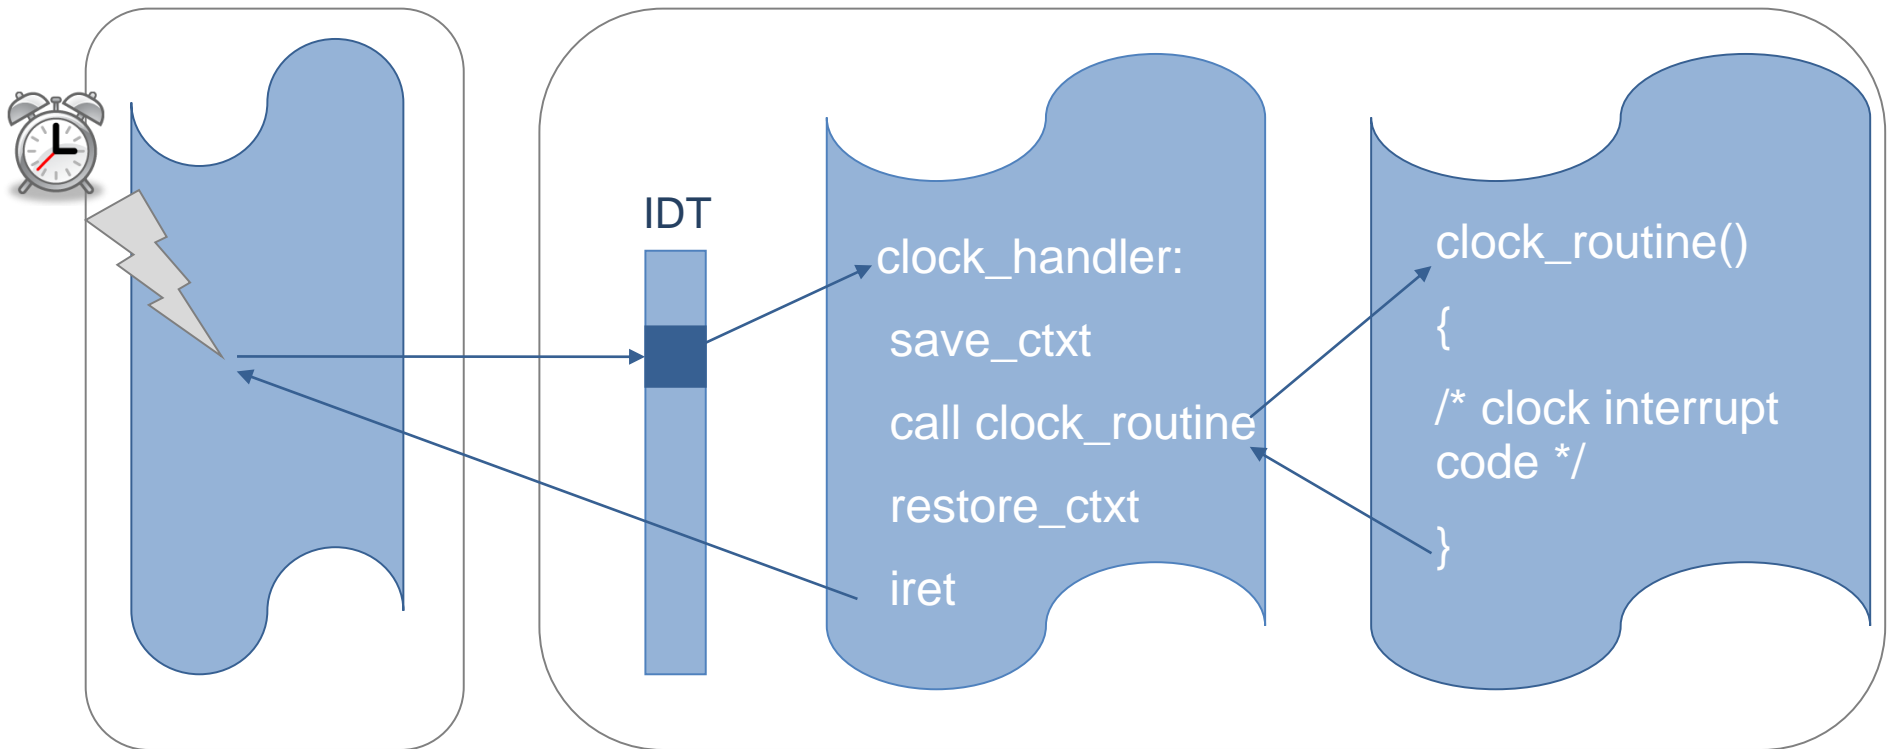 IDT
clock_handler:
save_ctxt
call clock_routine
restore_ctxt
iret
clock_routine()
{
/* clock interrupt
code */
}